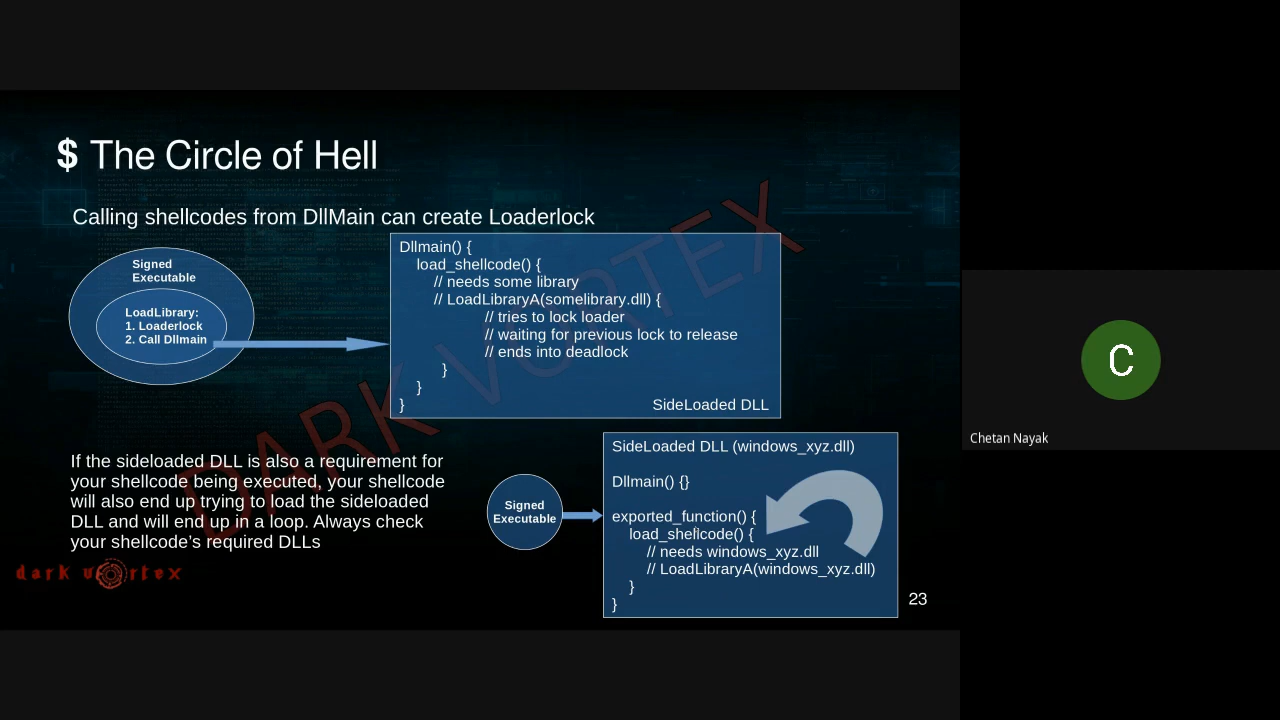 $ The Circle of Hell
Calling shellcodes from DllMain can create Loaderlock
Signed
Executable
LoadLibrary:
1. Loaderlock
2. Call Dllmain
Dllmain() {
load_shellcode() {
// needs some library
// LoadLibraryA(somelibrary.dll) {
// tries to lock loader
// waiting for previous lock to release
// ends into deadlock
}
}
}
SideLoaded DLL
If the sideloaded DLL is also a requirement for
your shellcode being executed, your shellcode
will also end up trying to load the sideloaded
DLL and will end up in a loop. Always check
your shellcode's required DLLs
Signed
Executable
SideLoaded DLL (windows_xyz.dll)
Dllmain() {}
exported_function() {
load_shellcode() {
// needs windows_xyz.dll
// LoadLibraryA(windows_xyz.dll)
}
}
DARK VORTEX
dark vortex
23
C
Chetan Nayak